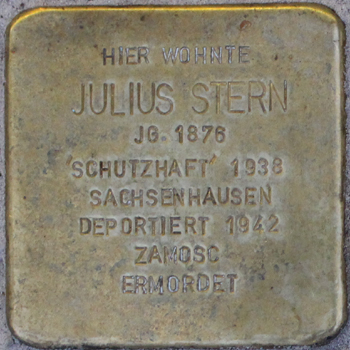 HIER WOHNTE
JULIUS STERN
JG. 1876
'SCHUTZHAFT' 1938
SACHSENHAUSEN
DEPORTIERT 1942
ZAMOSC
ERMORDET